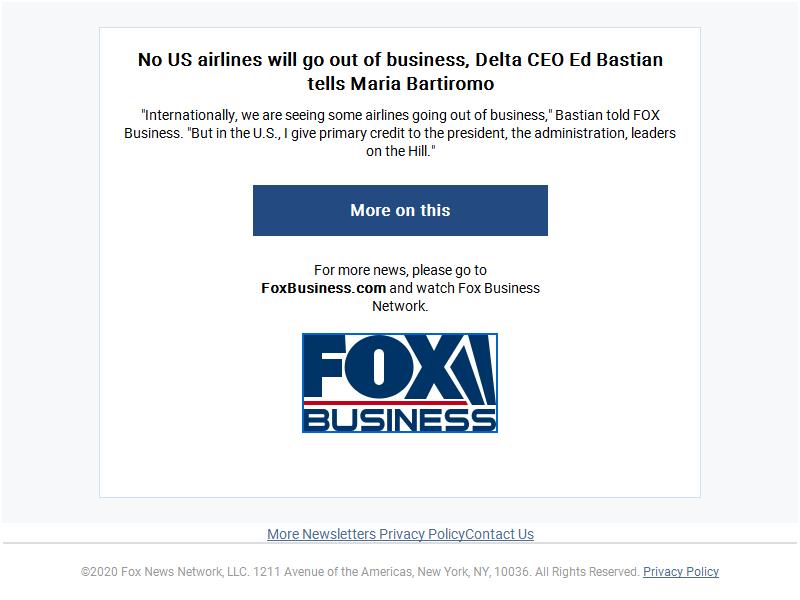 No US airlines will go out of business, Delta CEO Ed Bastian
tells Maria Bartiromo
"Internationally, we are seeing some airlines going out of business," Bastian told FOX
Business. "But in the U.S., I give primary credit to the president, the administration, leaders
on the Hill."
More on this
For more news, please go to
FoxBusiness.com and watch Fox Business
Network.
FOX
BUSINESS
More Newsletters Privacy PolicyContact Us
©2020 Fox News Network, LLC. 1211 Avenue of the Americas, New York, NY, 10036. All Rights Reserved. Privacy Policy